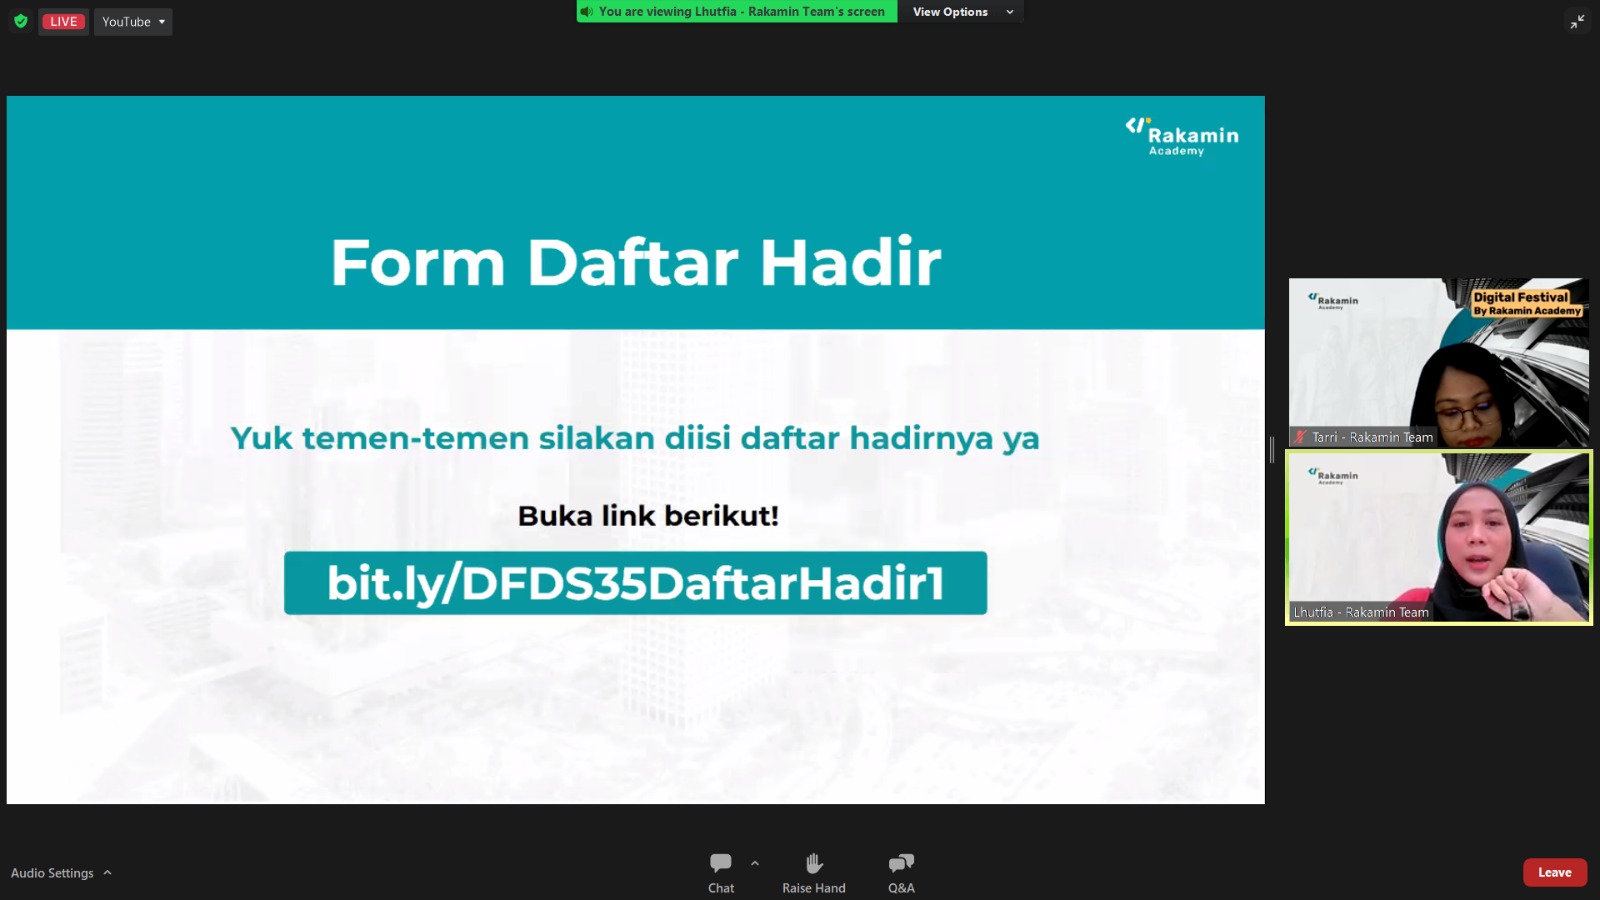 LIVE
YouTube
You are viewing Lhutfia - Rakamin Team's screen
View Options
Rakamin
Academy
Form Daftar Hadir
Yuk temen-temen silakan diisi daftar hadirnya ya
Buka link berikut!
bit.ly/DFDS35DaftarHadir1
Rakamin
Academy
Digital Festival
By Rakamin Academy
Tarri - Rakamin Team
Rakamin
Academy
Lhutfia - Rakamin Team
Audio Settings
Chat
Raise Hand
Q&A
Leave